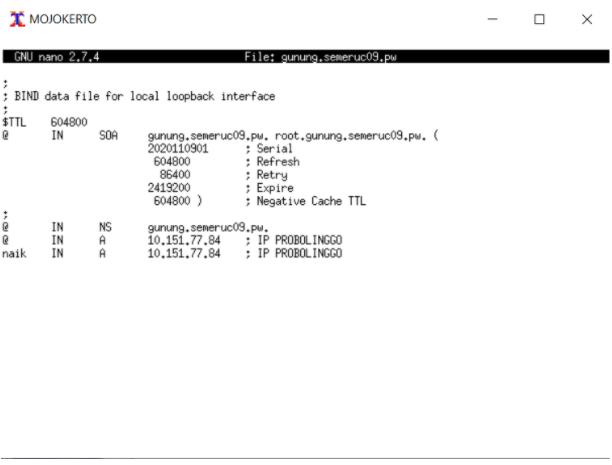 MOJOKERTO
GNU nano 2.7.4 File: gunung.semeruc09.pw
;
; BIND data file for local loopback interface
;
$TTL 604800
@ IN SOA gunung.semeruc09.pw. root.gunung.semeruc09.pw. (
2020110901 ; Serial
604800 ; Refresh
86400 ; Retry
2419200 ; Expire
604800 ) ; Negative Cache TTL
;
@ IN NS gunung.semeruc09.pw.
@ IN A 10.151.77.84 ; IP PROBOLINGGO
naik IN A 10.151.77.84 ; IP PROBOLINGGO